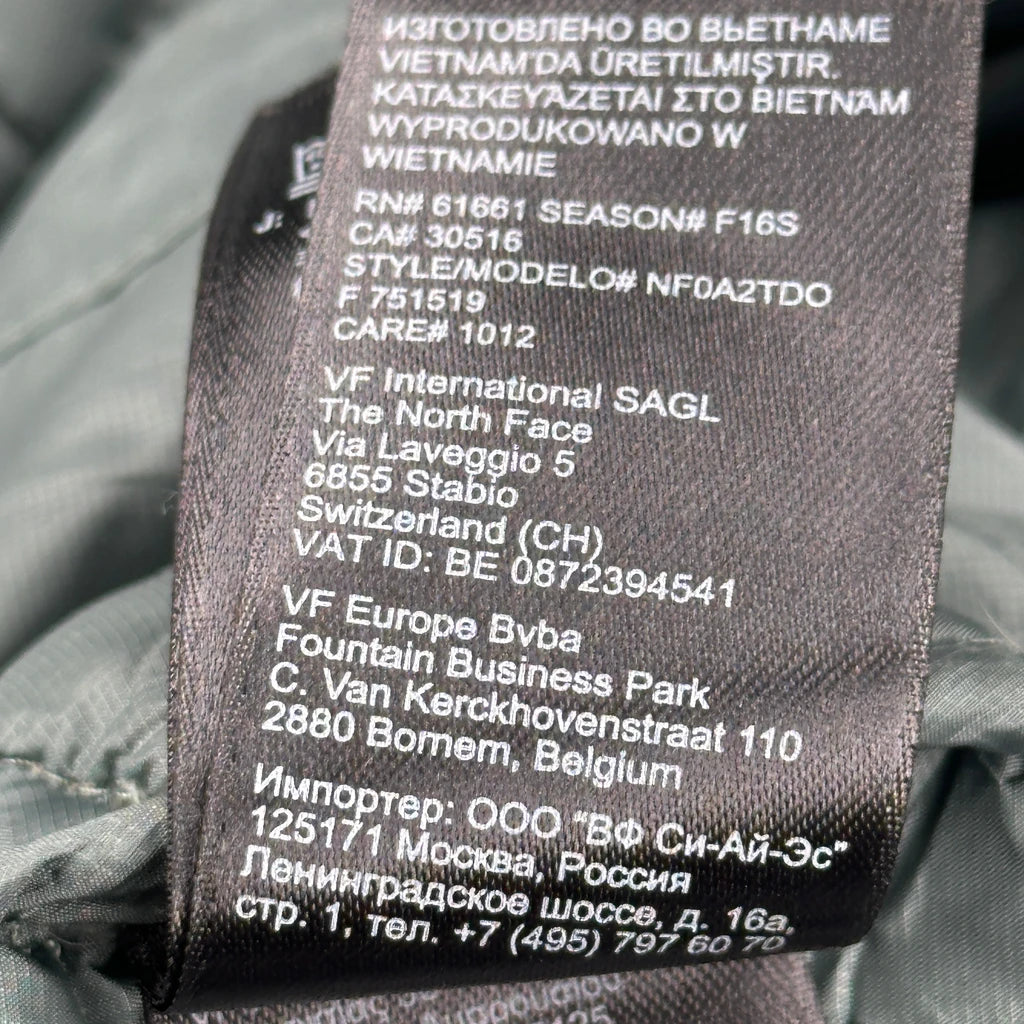 ИЗГОТОВЛЕНО ВО ВЬЕТНАМЕ
VIETNAM'DA ÜRETILMIŞTIR.
ΚΑΤΑΣΚΕΥΆΖΕΤΑΙ ΣΤΟ ΒΙΕΤΝΆΜ
WYPRODUKOWANO W
WIETNAMIE
RN# 61661 SEASON# F16S
CA# 30516
STYLE/MODELO# NF0A2TDO
F 751519
CARE# 1012
VF International SAGL
The North Face
Via Laveggio 5
6855 Stabio
Switzerland (CH)
VAT ID: BE 0872394541
VF Europe Bvba
Fountain Business Park
C. Van Kerckhovenstraat 110
2880 Bornem, Belgium
Импортер: ООО "ВФ Си-Ай-Эс"
125171 Москва, Россия
Ленинградское шоссе, д. 16а,
стр. 1, тел. +7 (495) 797 60 70